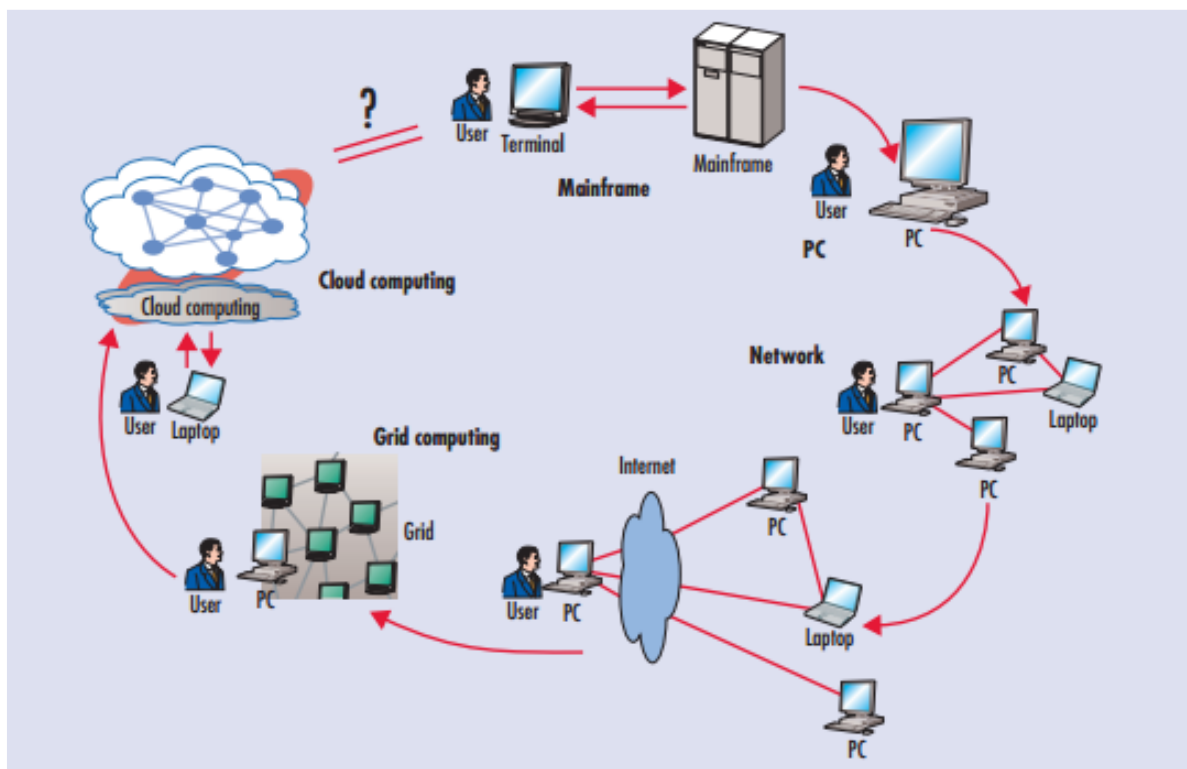 ?
User
Terminal
Mainframe
Mainframe
User
PC
PC
Cloud computing
Cloud computing
User
Laptop
Network
PC
Laptop
User
PC
PC
Grid computing
Grid
User
PC
Internet
PC
User
PC
Laptop
PC